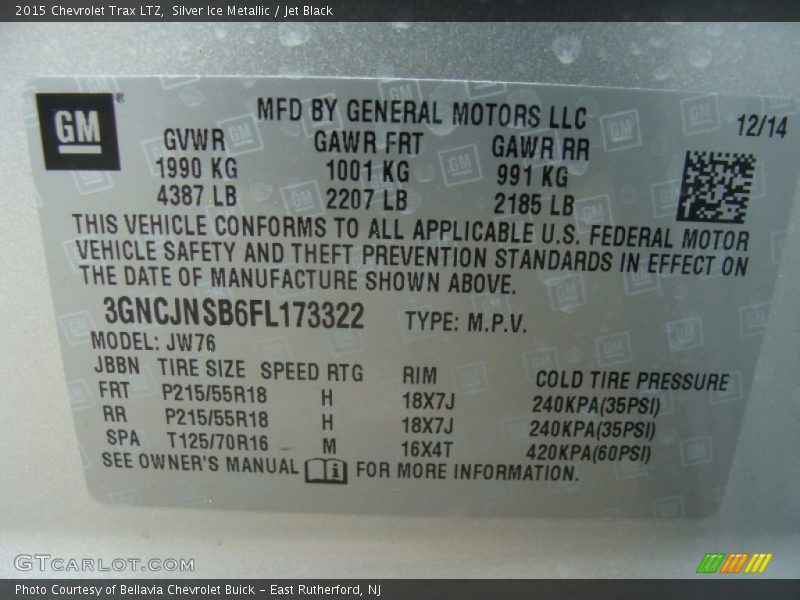 2015 Chevrolet Trax LTZ, Silver Ice Metallic / Jet Black
GM ®
MFD BY GENERAL MOTORS LLC
12/14
GVWR GAWR FRT GAWR RR
1990 KG 1001 KG 991 KG
4387 LB 2207 LB 2185 LB
THIS VEHICLE CONFORMS TO ALL APPLICABLE U.S. FEDERAL MOTOR
VEHICLE SAFETY AND THEFT PREVENTION STANDARDS IN EFFECT ON
THE DATE OF MANUFACTURE SHOWN ABOVE.
3GNCJNSB6FL173322 TYPE: M.P.V.
MODEL: JW76
JBBN TIRE SIZE SPEED RTG RIM COLD TIRE PRESSURE
FRT P215/55R18 H 18X7J 240KPA(35PSI)
RR P215/55R18 H 18X7J 240KPA(35PSI)
SPA T125/70R16 M 16X4T 420KPA(60PSI)
SEE OWNER'S MANUAL i FOR MORE INFORMATION.
GTCARLOT.COM
Photo Courtesy of Bellavia Chevrolet Buick - East Rutherford, NJ